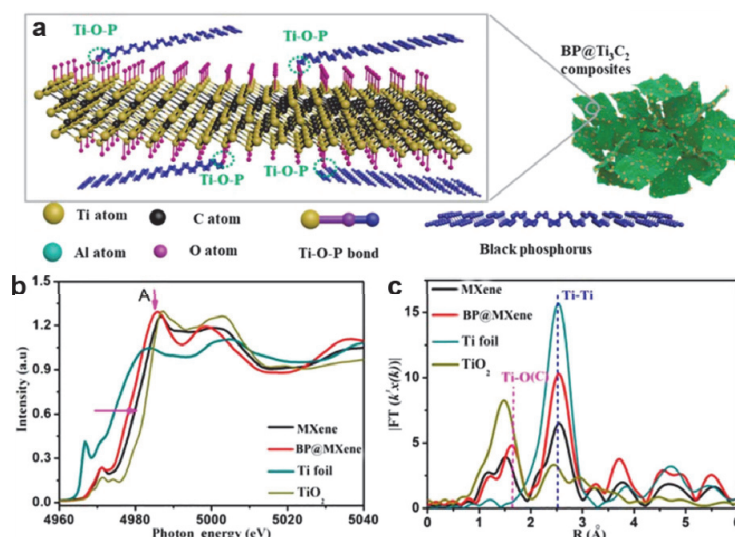 a
Ti-O-P
Ti-O-P
BP@Ti3C2
composites
Ti-O-P
Ti-O-P
Ti atom
C atom
Al atom
O atom
Ti-O-P bond
Black phosphorus
b
1.5
1.2
0.9
0.6
0.3
0.0
Intensity (a.u)
A
MXene
BP@MXene
Ti foil
TiO2
4960
4980
5000
5020
5040
Photon energy (eV)
c
15
10
5
0
MXene
BP@MXene
Ti foil
TiO2
Ti-Ti
Ti-O(C)
0
1
2
3
4
5
6
R (Å)